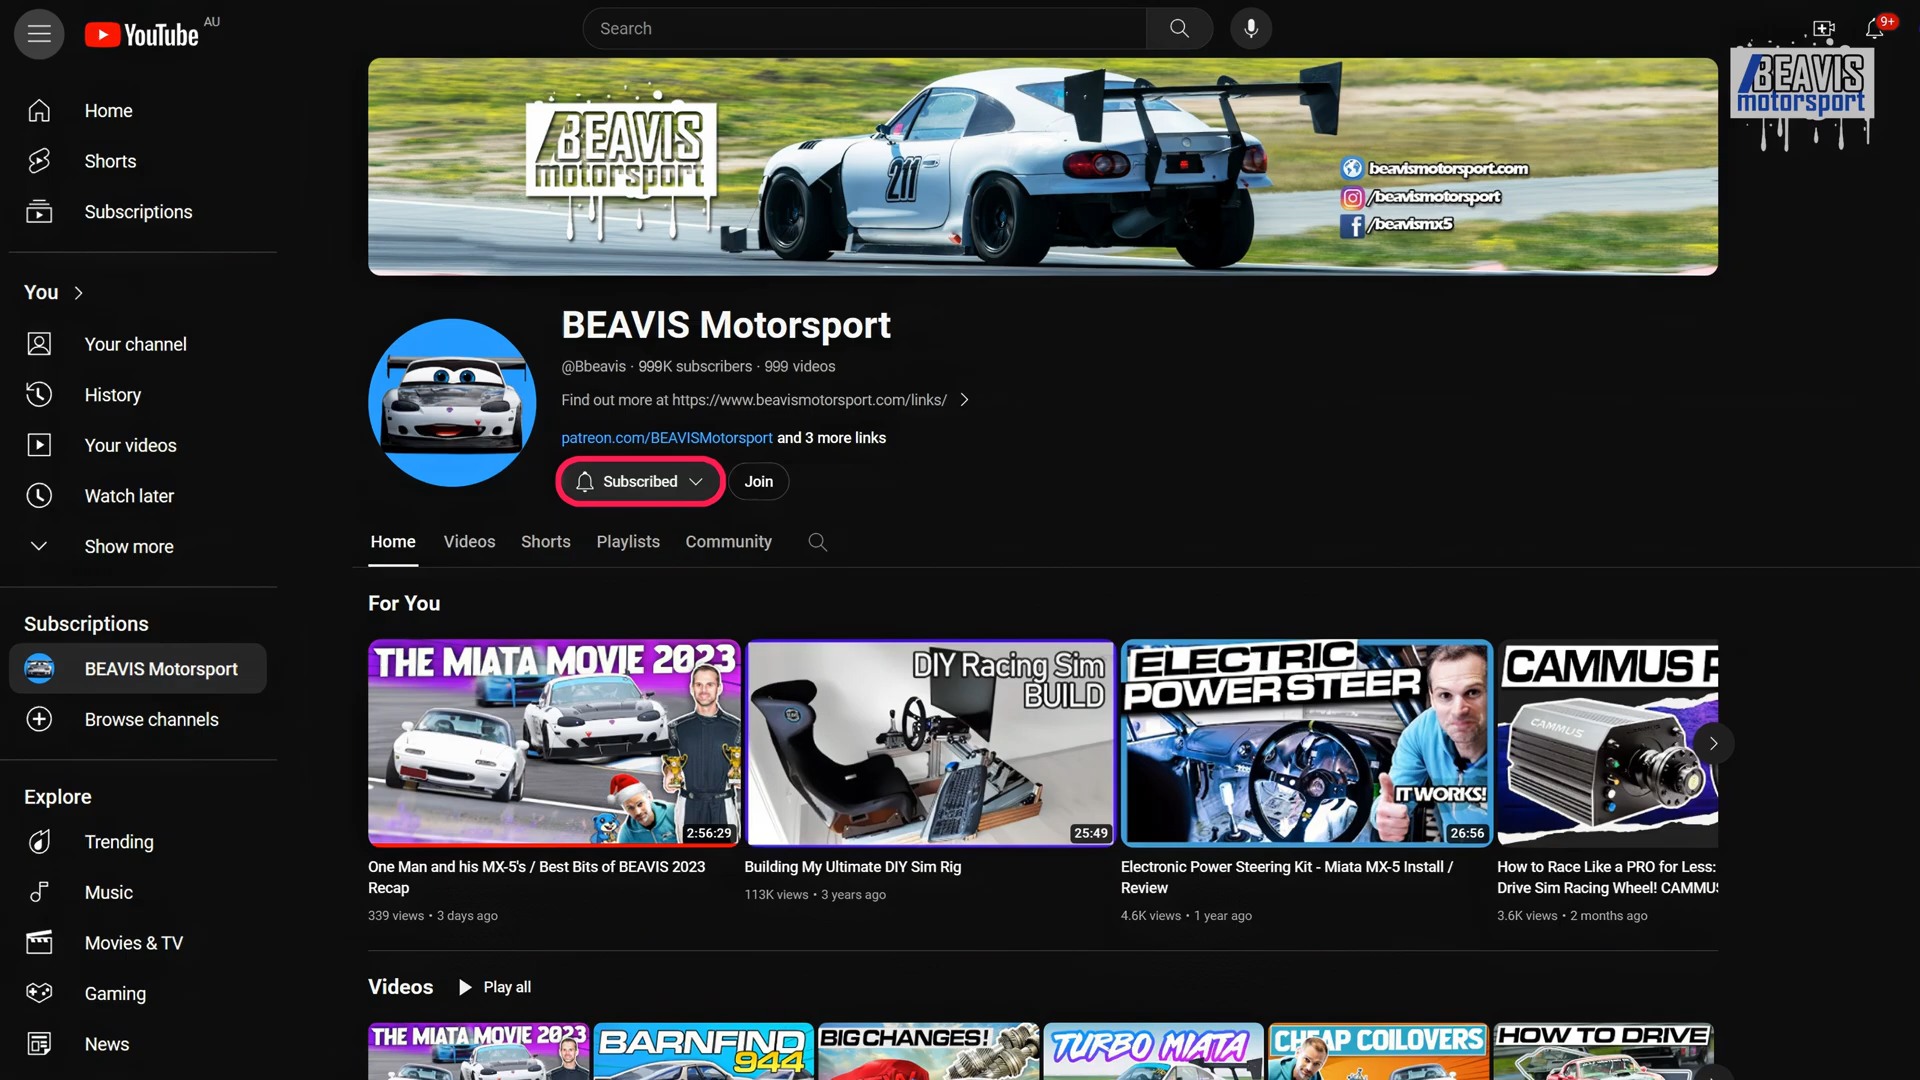 YouTube AU
Search
9+
BEAVIS
motorsport
Home
Shorts
Subscriptions
You
Your channel
History
Your videos
Watch later
Show more
Subscriptions
BEAVIS Motorsport
Browse channels
Explore
Trending
Music
Movies & TV
Gaming
News
BEAVIS
motorsport
211
beavismotorsport.com
/beavismotorsport
/beavismx5
BEAVIS Motorsport
@Bbeavis · 999K subscribers · 999 videos
Find out more at https://www.beavismotorsport.com/links/
patreon.com/BEAVISMotorsport and 3 more links
Subscribed
Join
Home Videos Shorts Playlists Community
For You
THE MIATA MOVIE 2023
2:56:29
One Man and his MX-5's / Best Bits of BEAVIS 2023
Recap
339 views • 3 days ago
DIY Racing Sim
BUILD
25:49
Building My Ultimate DIY Sim Rig
113K views • 3 years ago
ELECTRIC
POWER STEER
IT WORKS!
26:56
Electronic Power Steering Kit - Miata MX-5 Install /
Review
4.6K views • 1 year ago
CAMMUS
CAMMUS
How to Race Like a PRO for Less:
Drive Sim Racing Wheel! CAMMUS
3.6K views • 2 months ago
Videos Play all
THE MIATA MOVIE 2023
BARNFIND
944
BIG CHANGES!
TURBO MIATA
CHEAP COILOVERS
HOW TO DRIVE